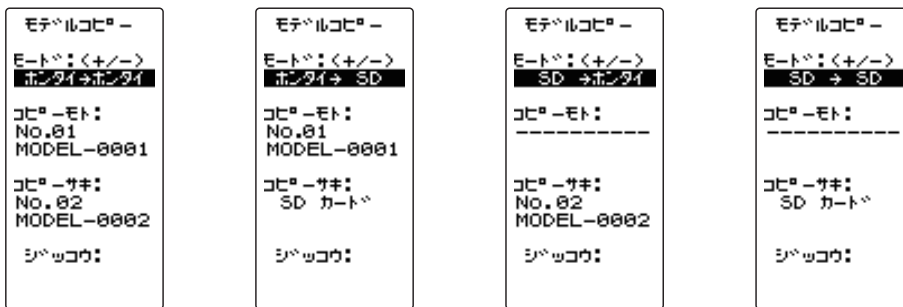 モデルコピー
モード:(+/-)
ホンタイ→ホンタイ
コピーモト:
No.01
MODEL-0001
コピーサキ:
No.02
MODEL-0002
ジッコウ:
モデルコピー
モード:(+/-)
ホンタイ→ SD
コピーモト:
No.01
MODEL-0001
コピーサキ:
SD カード
ジッコウ:
モデルコピー
モード:(+/-)
SD →ホンタイ
コピーモト:
----------
コピーサキ:
No.02
MODEL-0002
ジッコウ:
モデルコピー
モード:(+/-)
SD → SD
コピーモト:
----------
コピーサキ:
SD カード
ジッコウ: